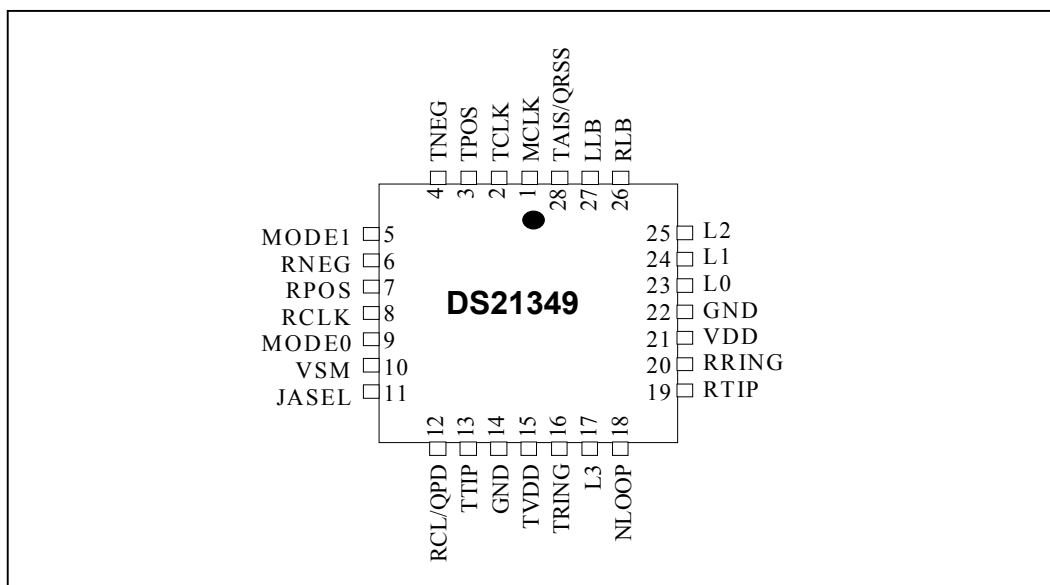 TNEG TPOS TCLK MCLK TAIS/QRSS LLB RLB
4 3 2 1 28 27 26
MODE1 5
RNEG 6
RPOS 7
RCLK 8
MODE0 9
VSM 10
JASEL 11
DS21349
25 L2
24 L1
23 L0
22 GND
21 VDD
20 RRING
19 RTIP
12 13 14 15 16 17 18
RCL/QPD TTIP GND TVDD TRING L3 NLOOP